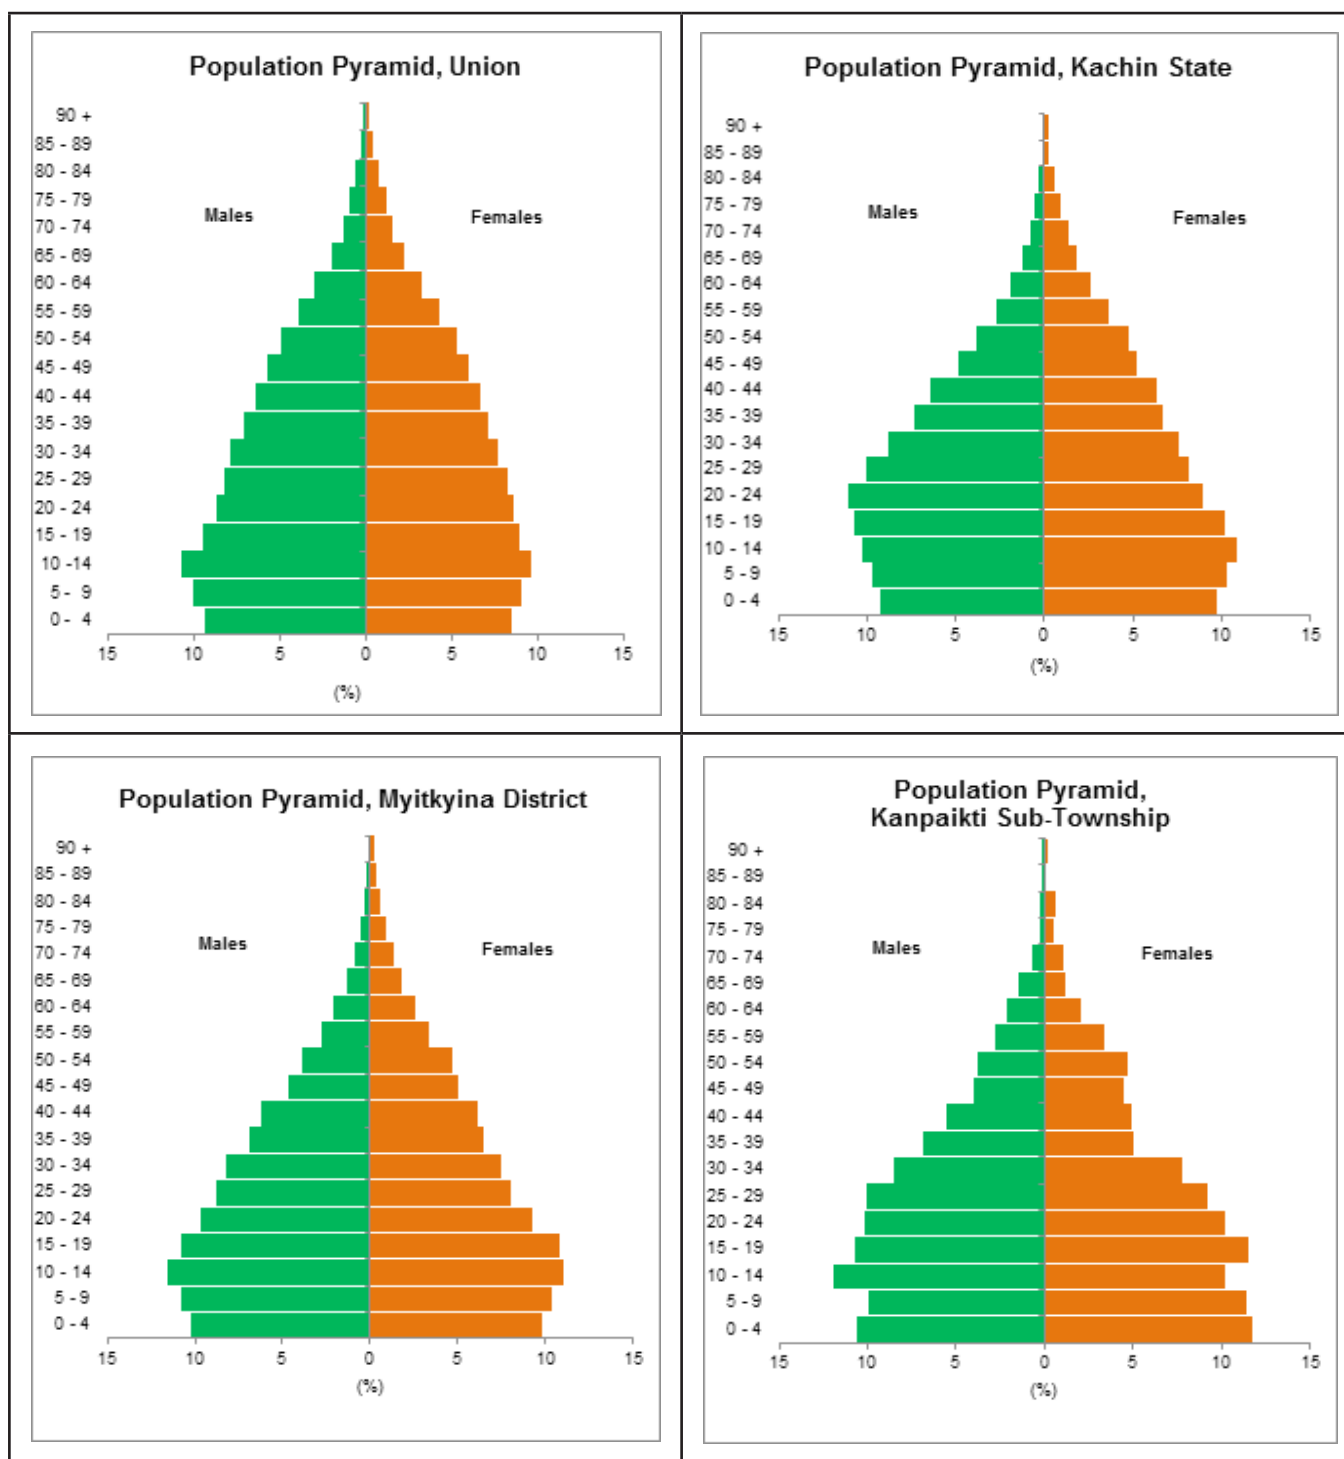 Population Pyramid, Union
90 +
85 - 89
80 - 84
75 - 79
70 - 74
65 - 69
60 - 64
55 - 59
50 - 54
45 - 49
40 - 44
35 - 39
30 - 34
25 - 29
20 - 24
15 - 19
10 -14
5 - 9
0 - 4
Males
Females
15 10 5 0 5 10 15
(%)
Population Pyramid, Kachin State
90 +
85 - 89
80 - 84
75 - 79
70 - 74
65 - 69
60 - 64
55 - 59
50 - 54
45 - 49
40 - 44
35 - 39
30 - 34
25 - 29
20 - 24
15 - 19
10 - 14
5 - 9
0 - 4
Males
Females
15 10 5 0 5 10 15
(%)
Population Pyramid, Myitkyina District
90 +
85 - 89
80 - 84
75 - 79
70 - 74
65 - 69
60 - 64
55 - 59
50 - 54
45 - 49
40 - 44
35 - 39
30 - 34
25 - 29
20 - 24
15 - 19
10 - 14
5 - 9
0 - 4
Males
Females
15 10 5 0 5 10 15
(%)
Population Pyramid,
Kanpaikti Sub-Township
90 +
85 - 89
80 - 84
75 - 79
70 - 74
65 - 69
60 - 64
55 - 59
50 - 54
45 - 49
40 - 44
35 - 39
30 - 34
25 - 29
20 - 24
15 - 19
10 - 14
5 - 9
0 - 4
Males
Females
15 10 5 0 5 10 15
(%)